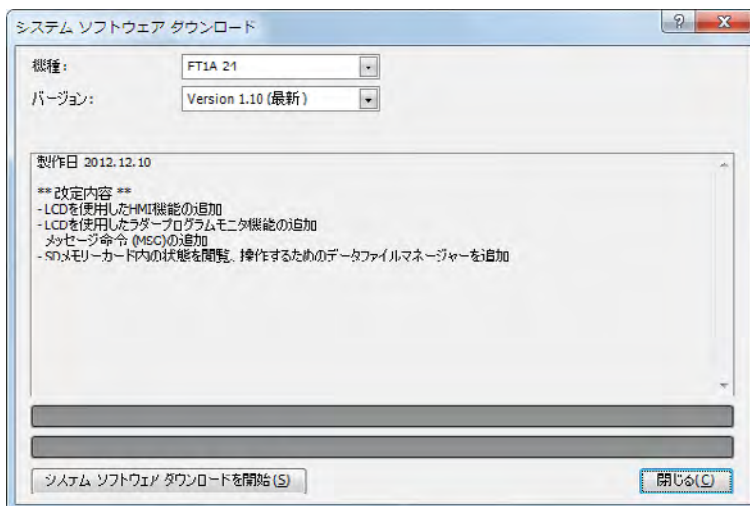 システム ソフトウェア ダウンロード
機種:
FT1A 24
バージョン:
Version 1.10 (最新)
製作日 2012.12.10
** 改定内容 **
- LCDを使用したHMI機能の追加
- LCDを使用したラダープログラムモニタ機能の追加
メッセージ命令 (MSG)の追加
- SDメモリーカード内の状態を閲覧、操作するためのデータファイルマネージャーを追加
システム ソフトウェア ダウンロードを開始(S)
閉じる(C)